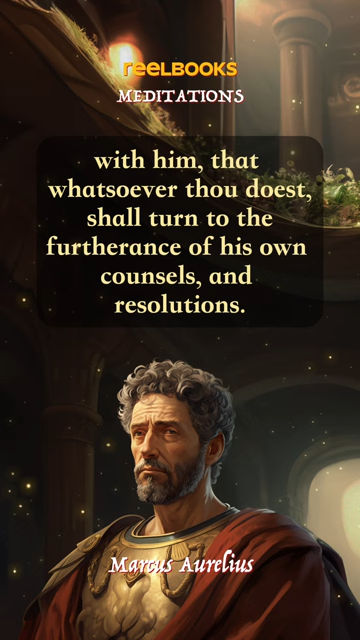 reelbooks
MEDITATIONS
with him, that
whatsoever thou doest,
shall turn to the
furtherance of his own
counsels, and
resolutions.
Marcus Aurelius